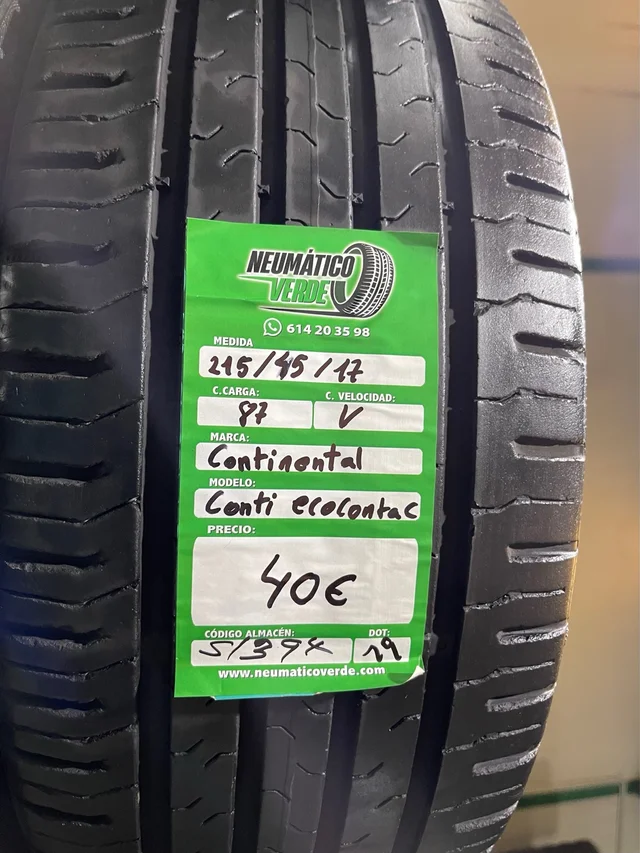 NEUMÁTICO
VERDE
614 20 35 98
MEDIDA
215/45/17
C.CARGA: C. VELOCIDAD:
87 V
MARCA:
Continental
MODELO:
Conti ecocontac
PRECIO:
40€
CÓDIGO ALMACÉN: DOT:
19
www.neumaticoverde.com